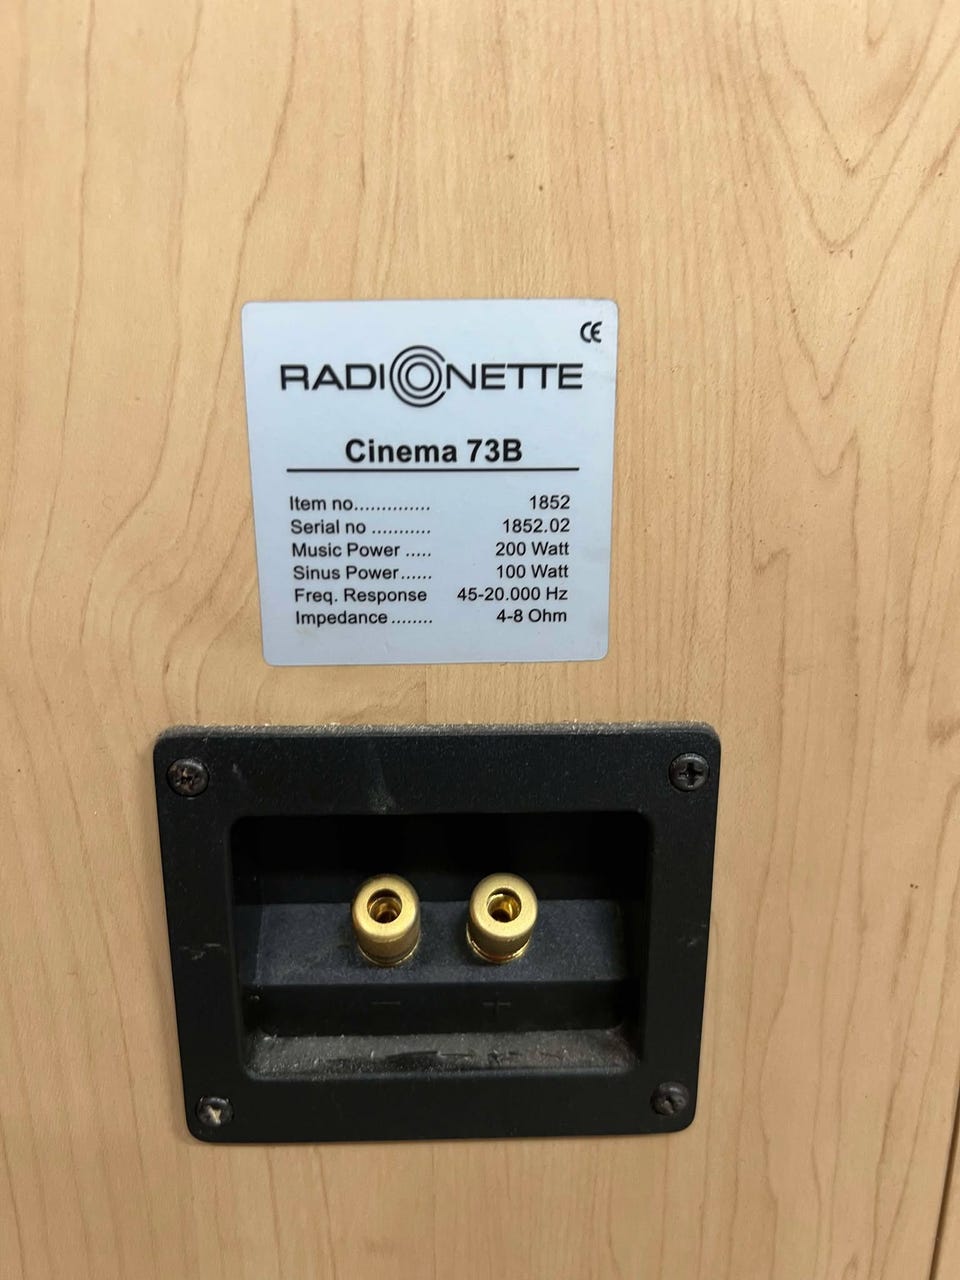 CE
RADIONETTE
Cinema 73B
Item no.............. 1852
Serial no ........... 1852.02
Music Power ..... 200 Watt
Sinus Power...... 100 Watt
Freq. Response 45-20.000 Hz
Impedance ........ 4-8 Ohm
− +